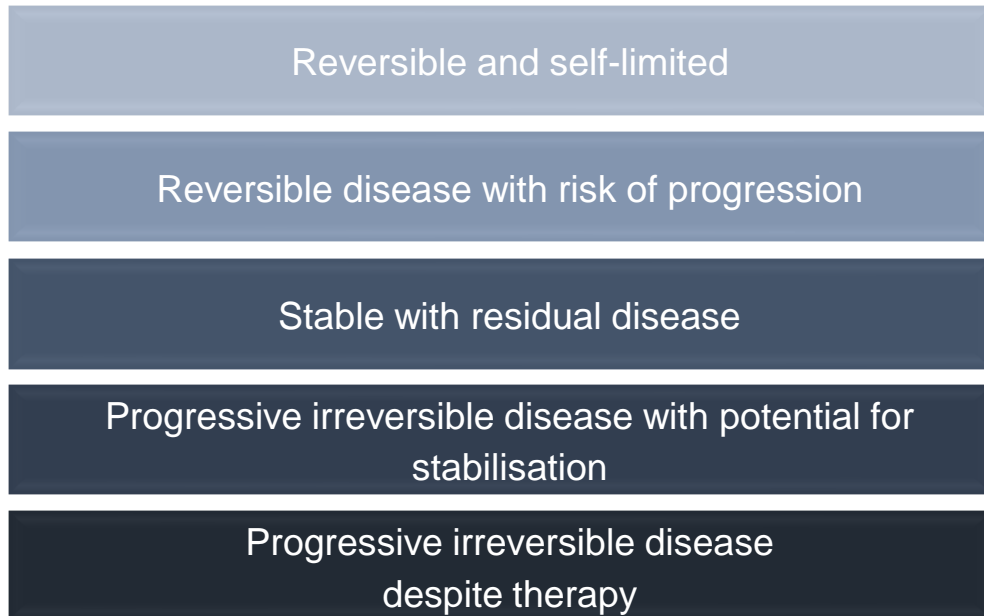 Reversible and self-limited
Reversible disease with risk of progression
Stable with residual disease
Progressive irreversible disease with potential for
stabilisation
Progressive irreversible disease
despite therapy